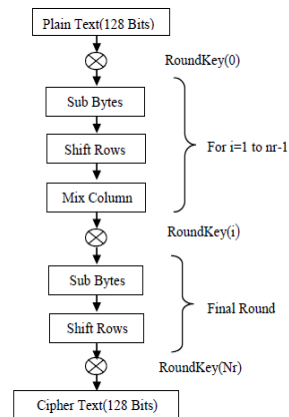 Plain Text(128 Bits)
RoundKey(0)
Sub Bytes
Shift Rows
For i=1 to nr-1
Mix Column
RoundKey(i)
Sub Bytes
Final Round
Shift Rows
RoundKey(Nr)
Cipher Text(128 Bits)